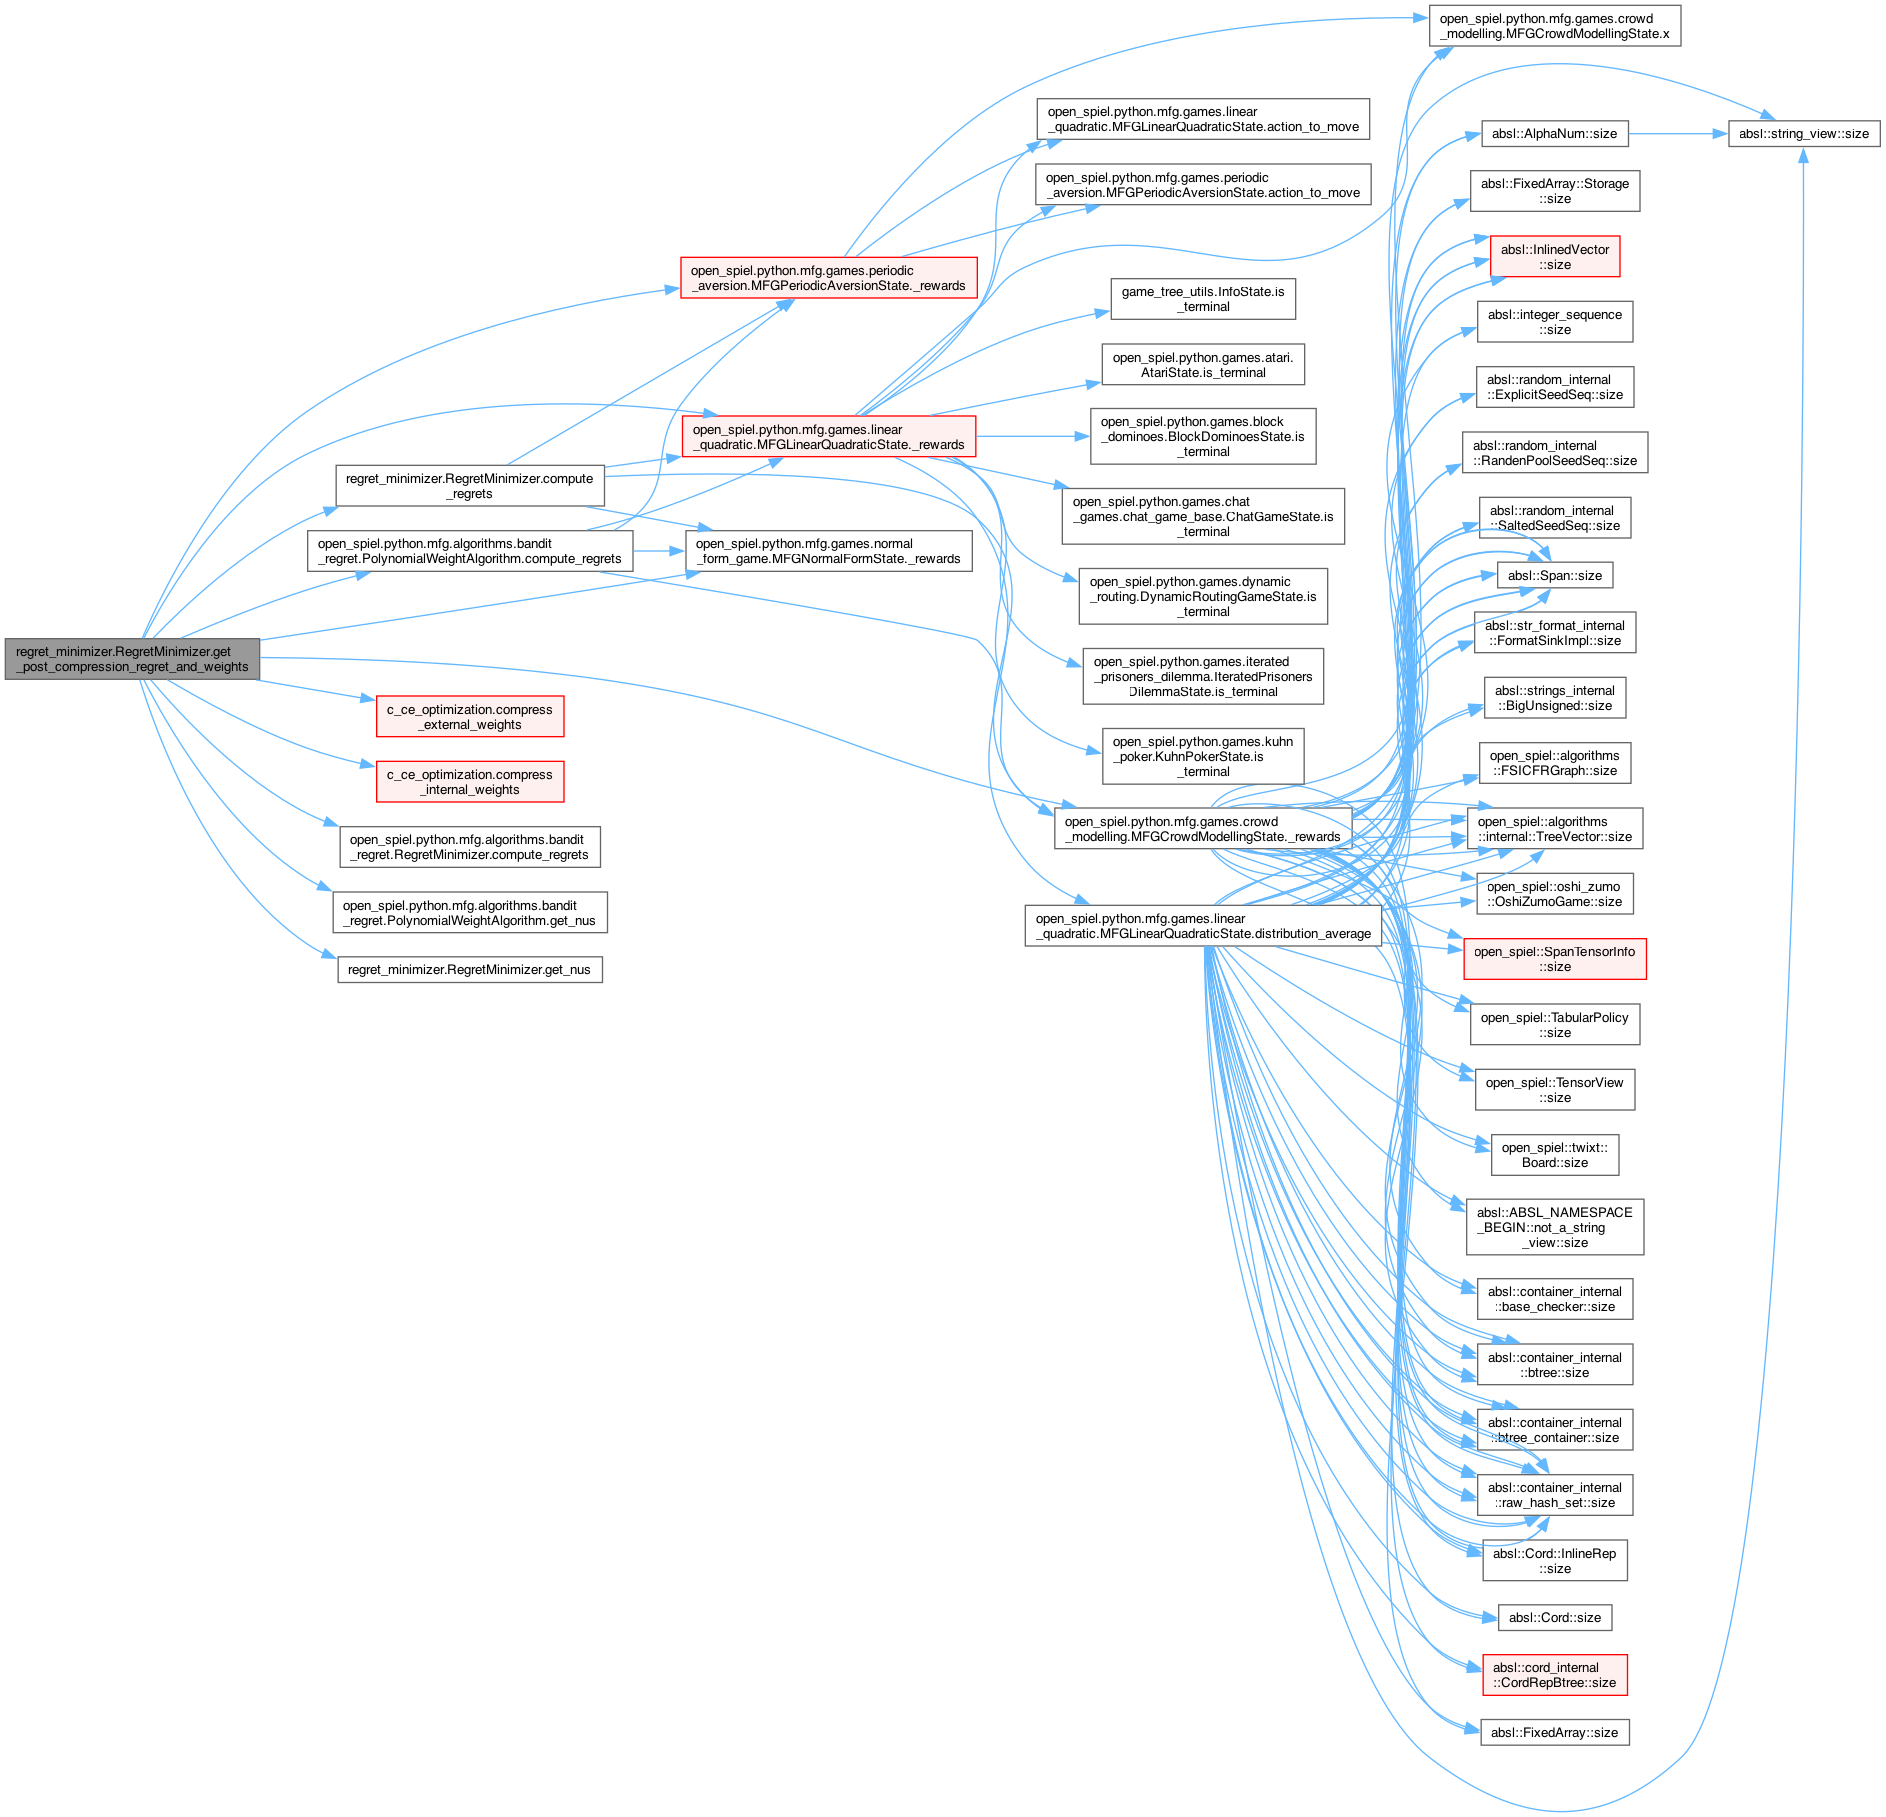 regret_minimizer.RegretMinimizer.get
_post_compression_regret_and_weights
regret_minimizer.RegretMinimizer.compute
_regrets
open_spiel.python.mfg.algorithms.bandit
_regret.PolynomialWeightAlgorithm.compute_regrets
c_ce_optimization.compress
_external_weights
c_ce_optimization.compress
_internal_weights
open_spiel.python.mfg.algorithms.bandit
_regret.RegretMinimizer.compute_regrets
open_spiel.python.mfg.algorithms.bandit
_regret.PolynomialWeightAlgorithm.get_nus
regret_minimizer.RegretMinimizer.get_nus
open_spiel.python.mfg.games.periodic
_aversion.MFGPeriodicAversionState._rewards
open_spiel.python.mfg.games.linear
_quadratic.MFGLinearQuadraticState._rewards
open_spiel.python.mfg.games.normal
_form_game.MFGNormalFormState._rewards
open_spiel.python.mfg.games.linear
_quadratic.MFGLinearQuadraticState.action_to_move
open_spiel.python.mfg.games.periodic
_aversion.MFGPeriodicAversionState.action_to_move
game_tree_utils.InfoState.is
_terminal
open_spiel.python.games.atari.
AtariState.is_terminal
open_spiel.python.games.block
_dominoes.BlockDominoesState.is
_terminal
open_spiel.python.games.chat
_games.chat_game_base.ChatGameState.is
_terminal
open_spiel.python.games.dynamic
_routing.DynamicRoutingGameState.is
_terminal
open_spiel.python.games.iterated
_prisoners_dilemma.IteratedPrisoners
DilemmaState.is_terminal
open_spiel.python.games.kuhn
_poker.KuhnPokerState.is
_terminal
open_spiel.python.mfg.games.crowd
_modelling.MFGCrowdModellingState._rewards
open_spiel.python.mfg.games.linear
_quadratic.MFGLinearQuadraticState.distribution_average
open_spiel.python.mfg.games.crowd
_modelling.MFGCrowdModellingState.x
absl::AlphaNum::size
absl::string_view::size
absl::FixedArray::Storage
::size
absl::InlinedVector
::size
absl::integer_sequence
::size
absl::random_internal
::ExplicitSeedSeq::size
absl::random_internal
::RandenPoolSeedSeq::size
absl::random_internal
::SaltedSeedSeq::size
absl::Span::size
absl::str_format_internal
::FormatSinkImpl::size
absl::strings_internal
::BigUnsigned::size
open_spiel::algorithms
::FSICFRGraph::size
open_spiel::algorithms
::internal::TreeVector::size
open_spiel::oshi_zumo
::OshiZumoGame::size
open_spiel::SpanTensorInfo
::size
open_spiel::TabularPolicy
::size
open_spiel::TensorView
::size
open_spiel::twixt::
Board::size
absl::ABSL_NAMESPACE
_BEGIN::not_a_string
_view::size
absl::container_internal
::base_checker::size
absl::container_internal
::btree::size
absl::container_internal
::btree_container::size
absl::container_internal
::raw_hash_set::size
absl::Cord::InlineRep
::size
absl::Cord::size
absl::cord_internal
::CordRepBtree::size
absl::FixedArray::size